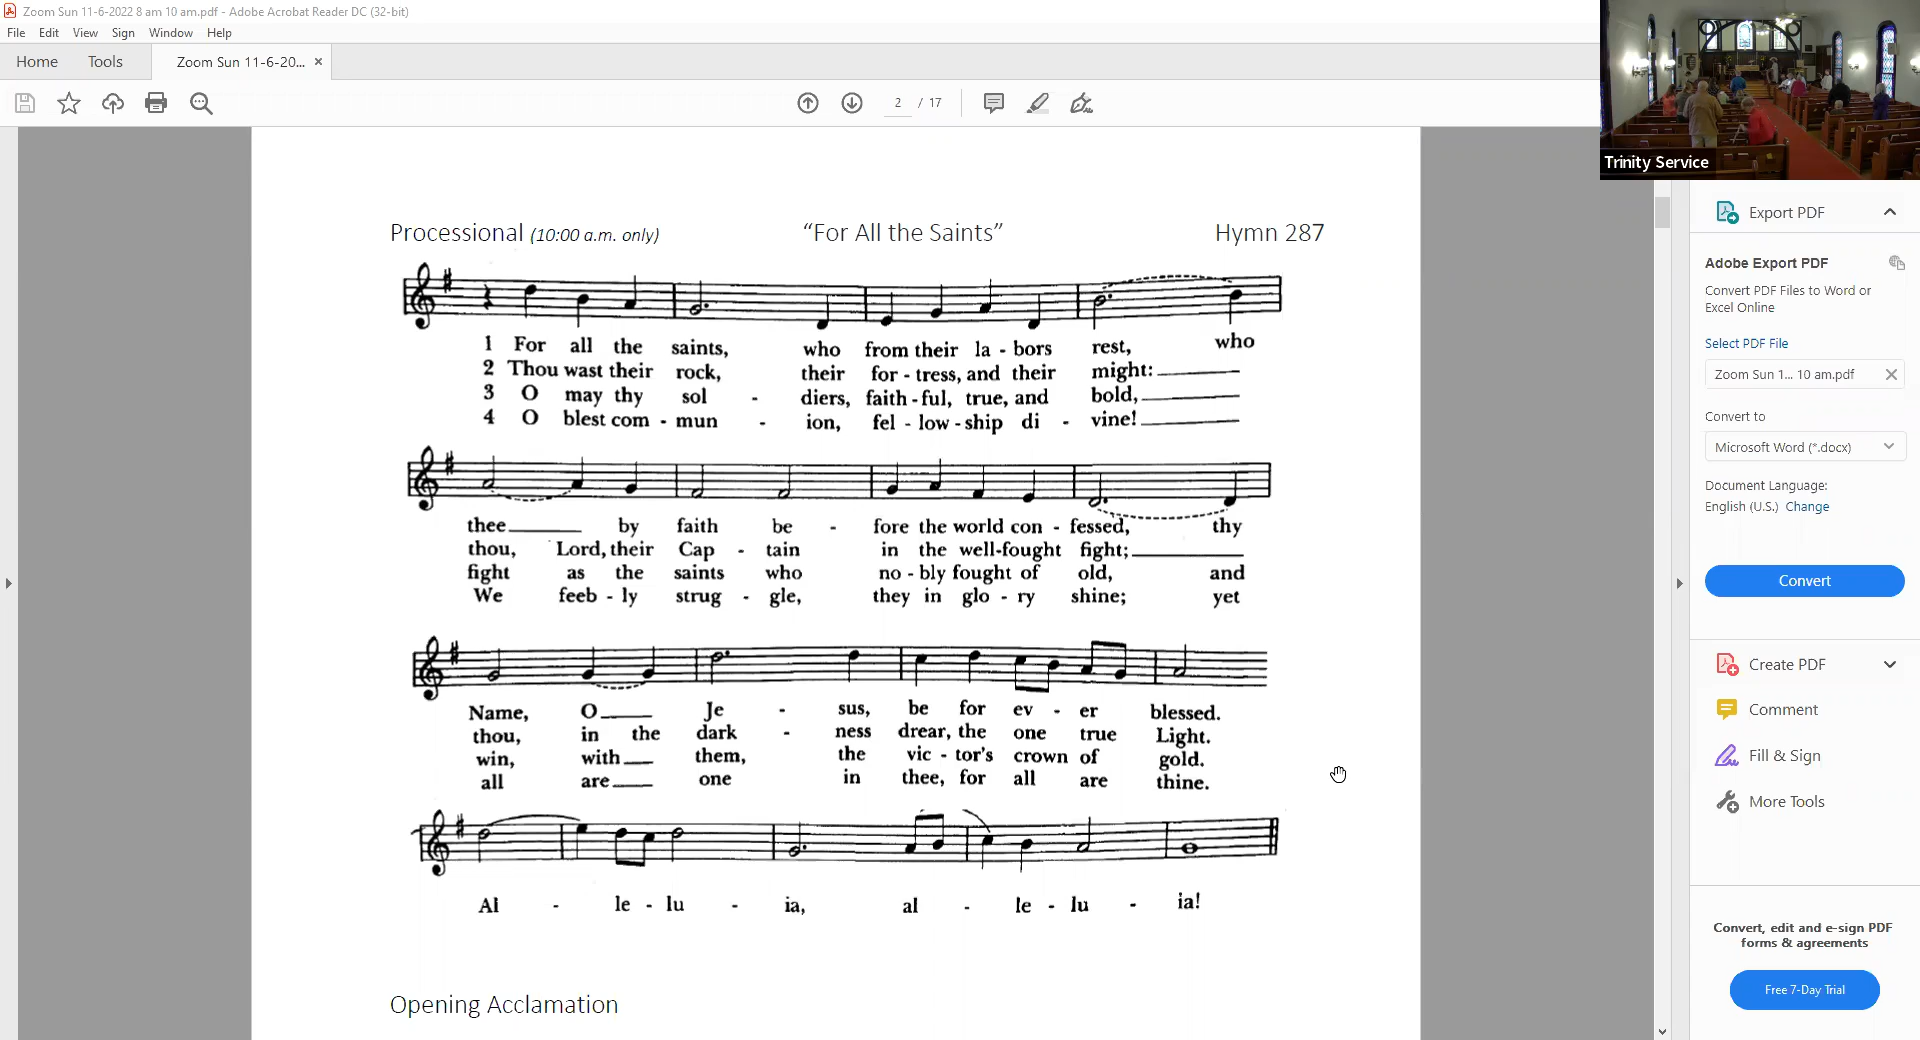 Zoom Sun 11-6-2022 8 am 10 am.pdf - Adobe Acrobat Reader DC (32-bit)
File Edit View Sign Window Help
Home Tools Zoom Sun 11-6-20... ×
2 / 17
Trinity Service
Processional (10:00 a.m. only) “For All the Saints” Hymn 287
1 For all the saints, who from their la - bors rest, who
2 Thou wast their rock, their for - tress, and their might:
3 O may thy sol - diers, faith - ful, true, and bold,
4 O blest com - mun - ion, fel - low - ship di - vine!
thee by faith be - fore the world con - fessed, thy
thou, Lord, their Cap - tain in the well-fought fight;
fight as the saints who no - bly fought of old, and
We feeb - ly strug - gle, they in glo - ry shine; yet
Name, O Je - sus, be for ev - er blessed.
thou, in the dark - ness drear, the one true Light.
win, with them, the vic - tor's crown of gold.
all are one in thee, for all are thine.
Al - le - lu - ia, al - le - lu - ia!
Opening Acclamation
Export PDF
Adobe Export PDF
Convert PDF Files to Word or
Excel Online
Select PDF File
Zoom Sun 1... 10 am.pdf
Convert to
Microsoft Word (*.docx)
Document Language:
English (U.S.) Change
Convert
Create PDF
Comment
Fill & Sign
More Tools
Convert, edit and e-sign PDF
forms & agreements
Free 7-Day Trial